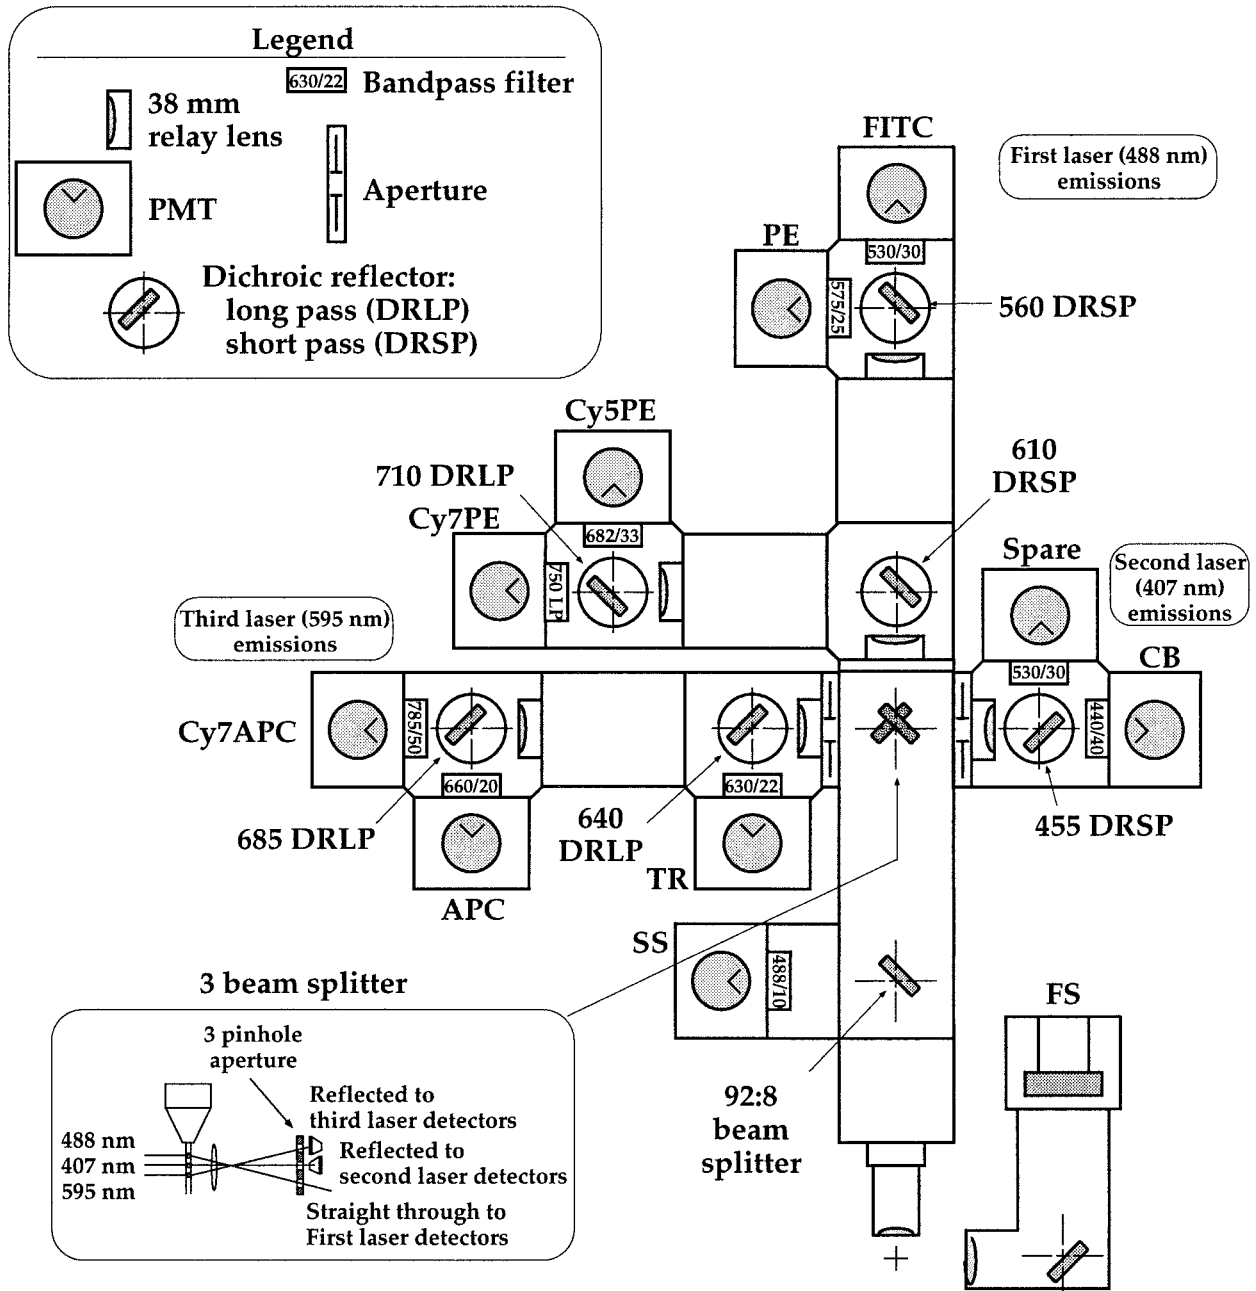 Legend
630/22 Bandpass filter
38 mm
relay lens
Aperture
PMT
Dichroic reflector:
long pass (DRLP)
short pass (DRSP)
FITC
First laser (488 nm)
emissions
PE
530/30
575/25
560 DRSP
Cy5PE
710 DRLP
610
DRSP
Cy7PE
682/33
750 LP
Spare
Second laser
(407 nm)
emissions
Third laser (595 nm)
emissions
CB
530/30
440/40
Cy7APC
785/50
660/20
630/22
685 DRLP
640
DRLP
455 DRSP
TR
APC
SS
488/10
3 beam splitter
FS
3 pinhole
aperture
Reflected to
third laser detectors
488 nm
407 nm
595 nm
Reflected to
second laser detectors
Straight through to
First laser detectors
92:8
beam
splitter